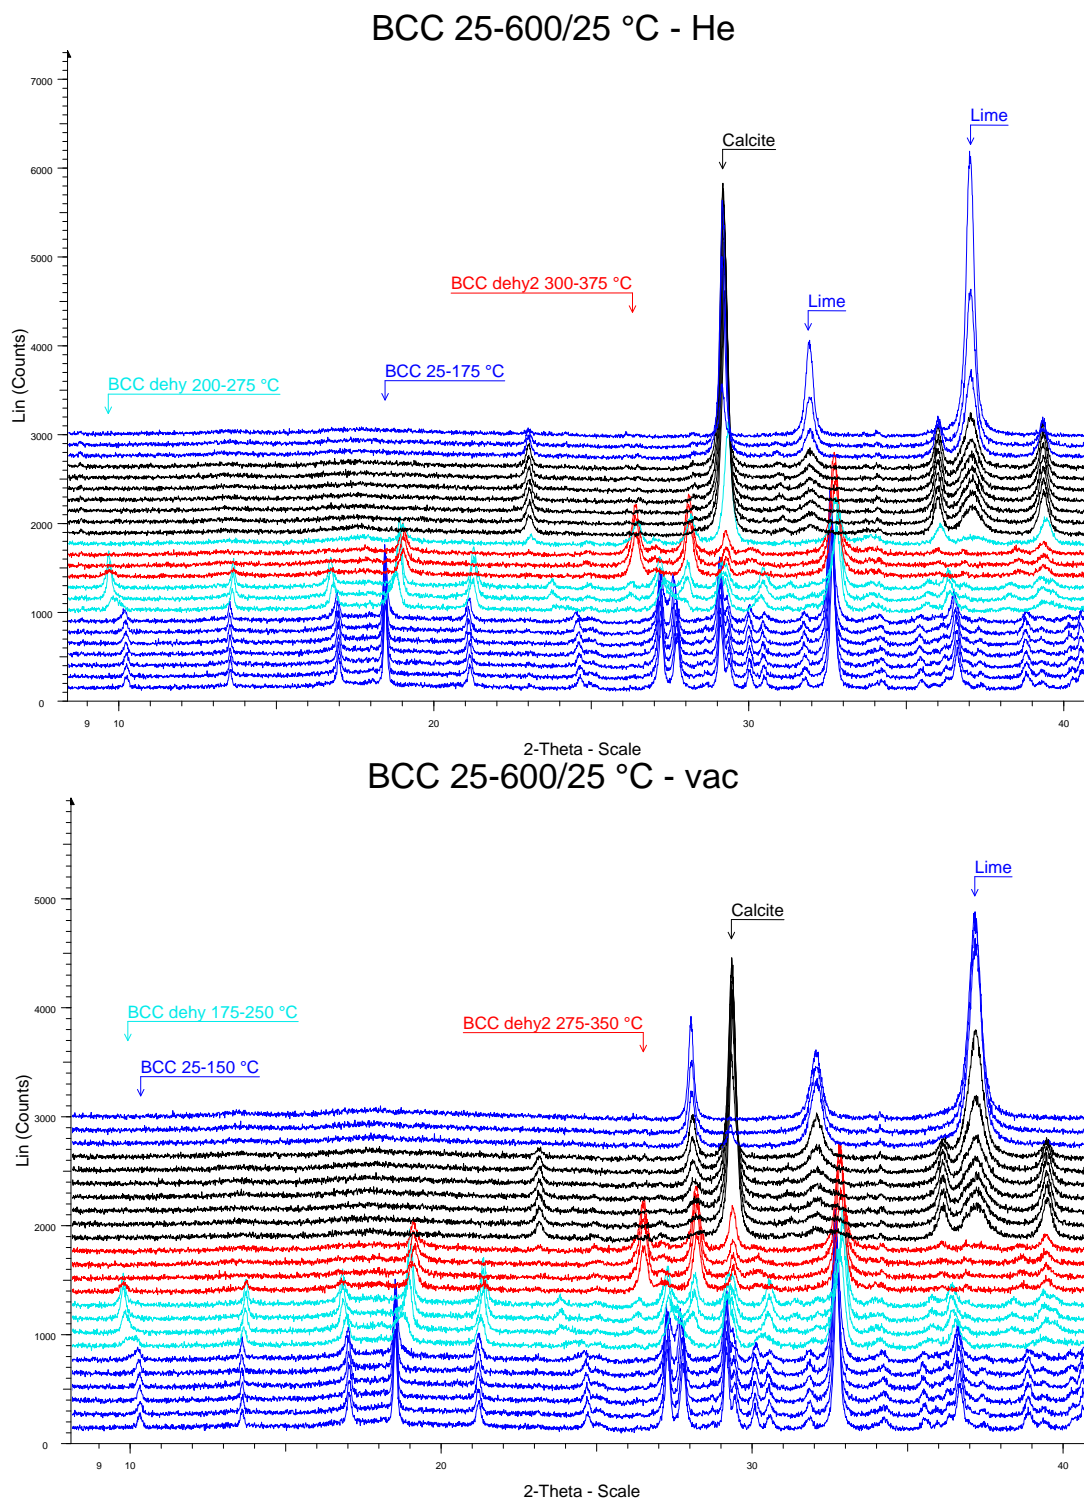 BCC 25-600/25 °C - He
7000
Lime
Calcite
6000
5000
BCC dehy2 300-375 °C
Lime
4000
BCC dehy 200-275 °C
BCC 25-175 °C
Lin (Counts)
3000
2000
1000
0
9 10 20 30 40
2-Theta - Scale
BCC 25-600/25 °C - vac
Lime
5000
Calcite
BCC dehy 175-250 °C
BCC dehy2 275-350 °C
4000
BCC 25-150 °C
Lin (Counts)
3000
2000
1000
0
9 10 20 30 40
2-Theta - Scale